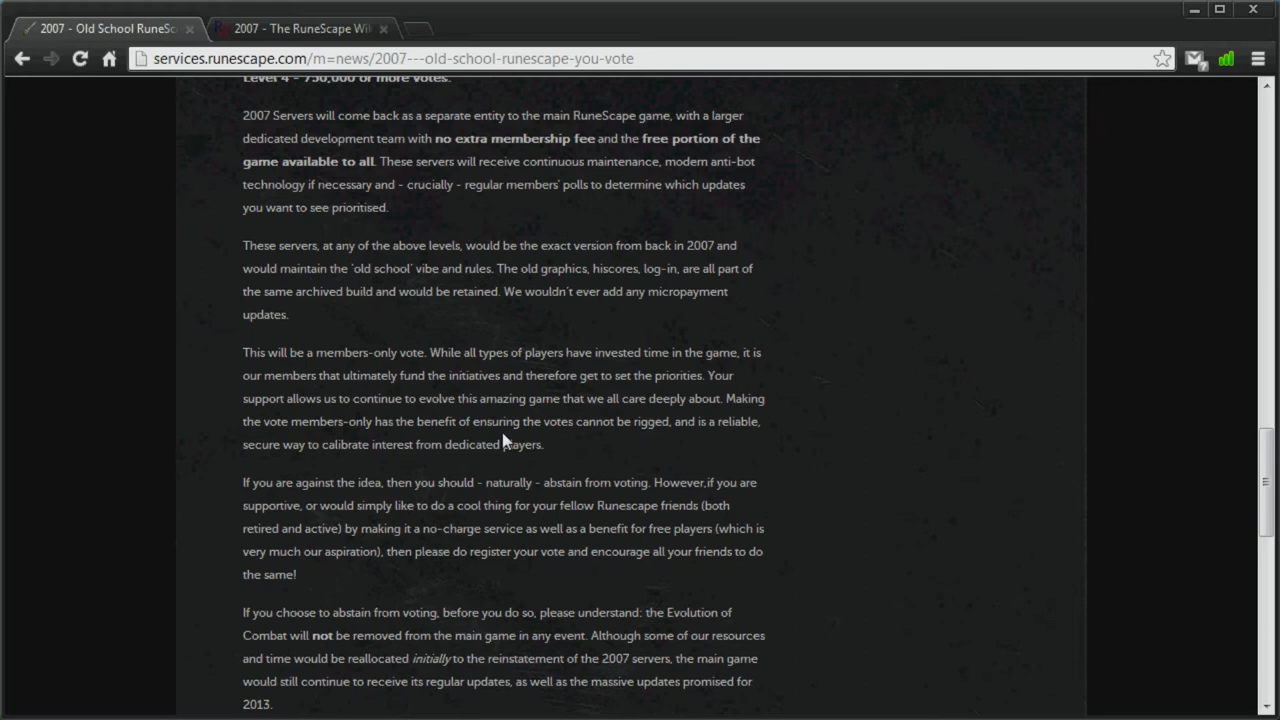 2007 - Old School RuneSc
2007 - The RuneScape Wi
services.runescape.com/m=news/2007---old-school-runescape-you-vote
Level 4 - 750,000 or more votes.
2007 Servers will come back as a separate entity to the main RuneScape game, with a larger
dedicated development team with no extra membership fee and the free portion of the
game available to all. These servers will receive continuous maintenance, modern anti-bot
technology if necessary and - crucially - regular members' polls to determine which updates
you want to see prioritised.
These servers, at any of the above levels, would be the exact version from back in 2007 and
would maintain the 'old school' vibe and rules. The old graphics, hiscores, log-in, are all part of
the same archived build and would be retained. We wouldn't ever add any micropayment
updates.
This will be a members-only vote. While all types of players have invested time in the game, it is
our members that ultimately fund the initiatives and therefore get to set the priorities. Your
support allows us to continue to evolve this amazing game that we all care deeply about. Making
the vote members-only has the benefit of ensuring the votes cannot be rigged, and is a reliable,
secure way to calibrate interest from dedicated players.
If you are against the idea, then you should - naturally - abstain from voting. However,if you are
supportive, or would simply like to do a cool thing for your fellow Runescape friends (both
retired and active) by making it a no-charge service as well as a benefit for free players (which is
very much our aspiration), then please do register your vote and encourage all your friends to do
the same!
If you choose to abstain from voting, before you do so, please understand: the Evolution of
Combat will not be removed from the main game in any event. Although some of our resources
and time would be reallocated initially to the reinstatement of the 2007 servers, the main game
would still continue to receive its regular updates, as well as the massive updates promised for
2013.